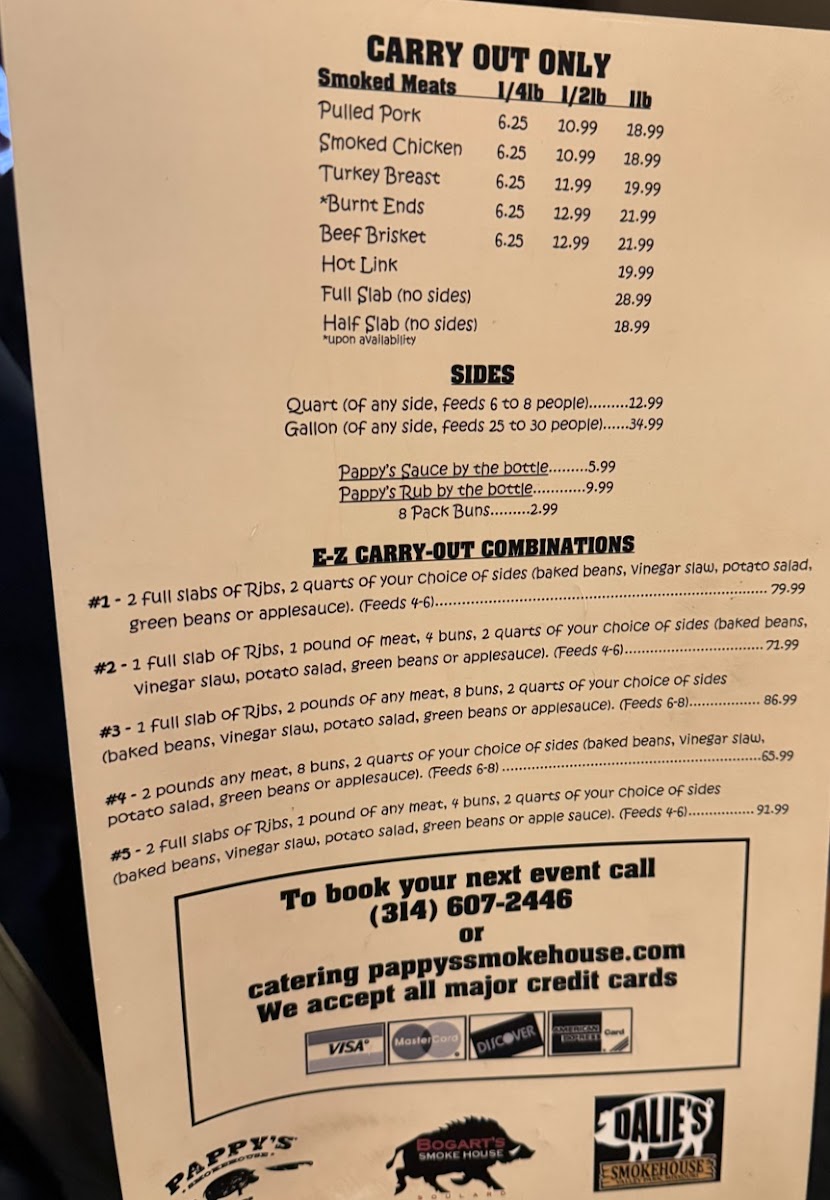 CARRY OUT ONLY
Smoked Meats 1/4lb 1/2lb 1lb
Pulled Pork 6.25 10.99 18.99
Smoked Chicken 6.25 10.99 18.99
Turkey Breast 6.25 11.99 19.99
*Burnt Ends 6.25 12.99 21.99
Beef Brisket 6.25 12.99 21.99
Hot Link 19.99
Full Slab (no sides) 28.99
Half Slab (no sides) 18.99
*upon availability
SIDES
Quart (of any side, feeds 6 to 8 people).........12.99
Gallon (of any side, feeds 25 to 30 people)......34.99
Pappy's Sauce by the bottle.........5.99
Pappy's Rub by the bottle............9.99
8 Pack Buns.........2.99
E-Z CARRY-OUT COMBINATIONS
#1 - 2 full slabs of Ribs, 2 quarts of your choice of sides (baked beans, vinegar slaw, potato salad,
green beans or applesauce). (Feeds 4-6)........ 79.99
#2 - 1 full slab of Ribs, 1 pound of meat, 4 buns, 2 quarts of your choice of sides (baked beans,
vinegar slaw, potato salad, green beans or applesauce). (Feeds 4-6)........ 71.99
#3 - 1 full slab of Ribs, 2 pounds of any meat, 8 buns, 2 quarts of your choice of sides
(baked beans, vinegar slaw, potato salad, green beans or applesauce). (Feeds 6-8)........ 86.99
#4 - 2 pounds any meat, 8 buns, 2 quarts of your choice of sides (baked beans, vinegar slaw,
potato salad, green beans or applesauce). (Feeds 6-8) ........65.99
#5 - 2 full slabs of Ribs, 1 pound of any meat, 4 buns, 2 quarts of your choice of sides
(baked beans, vinegar slaw, potato salad, green beans or apple sauce). (Feeds 4-6)........ 91.99
To book your next event call
(314) 607-2446
or
catering pappyssmokehouse.com
We accept all major credit cards
VISA MasterCard DISCOVER AMERICAN EXPRESS Card
PAPPY'S
SMOKEHOUSE
BOGART'S
SMOKE HOUSE
SOULARD
DALIE'S
SMOKEHOUSE